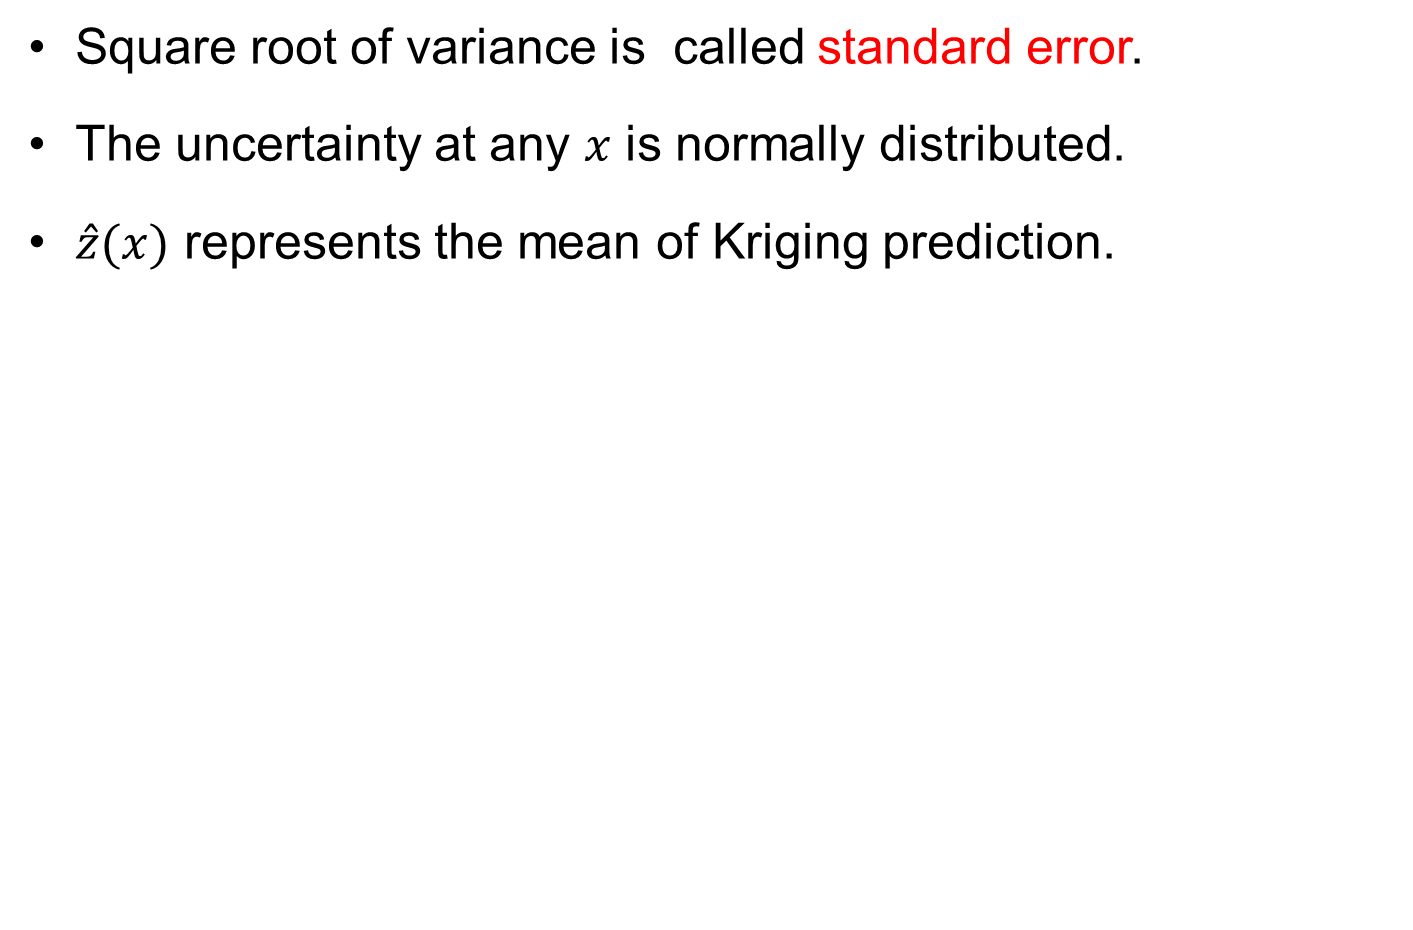 • Square root of variance is  called standard error.
• The uncertainty at any 𝑥 is normally distributed.
• 𝑧̂(𝑥) represents the mean of Kriging prediction.